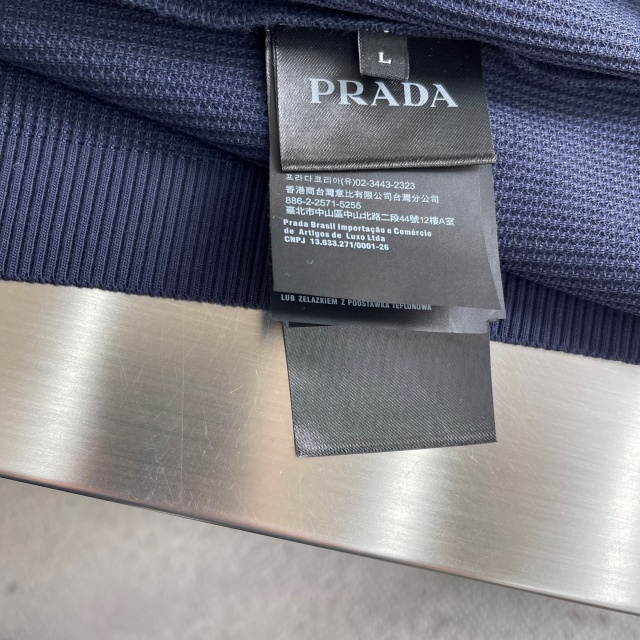 L
PRADA
프라다코리아(유)02-3443-2323
香港商台灣意比有限公司台灣分公司
886-2-2571-5255
臺北市中山區中山北路二段44號12樓A室
Prada Brasil Importação e Comércio
de Artigos de Luxo Ltda
CNPJ 13.633.271/0001-26
LUB ZELAZKIEM Z PODSTAWKA TEFLONOWA